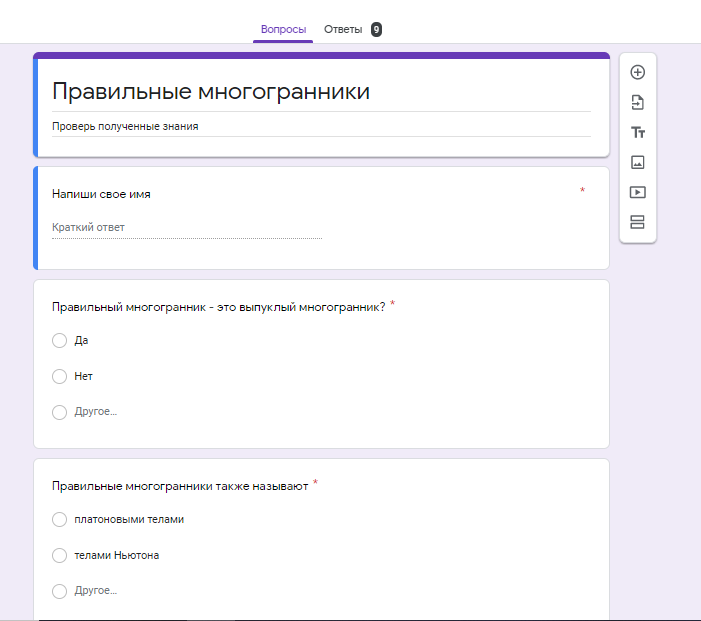 Вопросы Ответы 9
Правильные многогранники
Проверь полученные знания
Напиши свое имя *
Краткий ответ
Правильный многогранник - это выпуклый многогранник? *
Да
Нет
Другое...
Правильные многогранники также называют *
платоновыми телами
телами Ньютона
Другое...